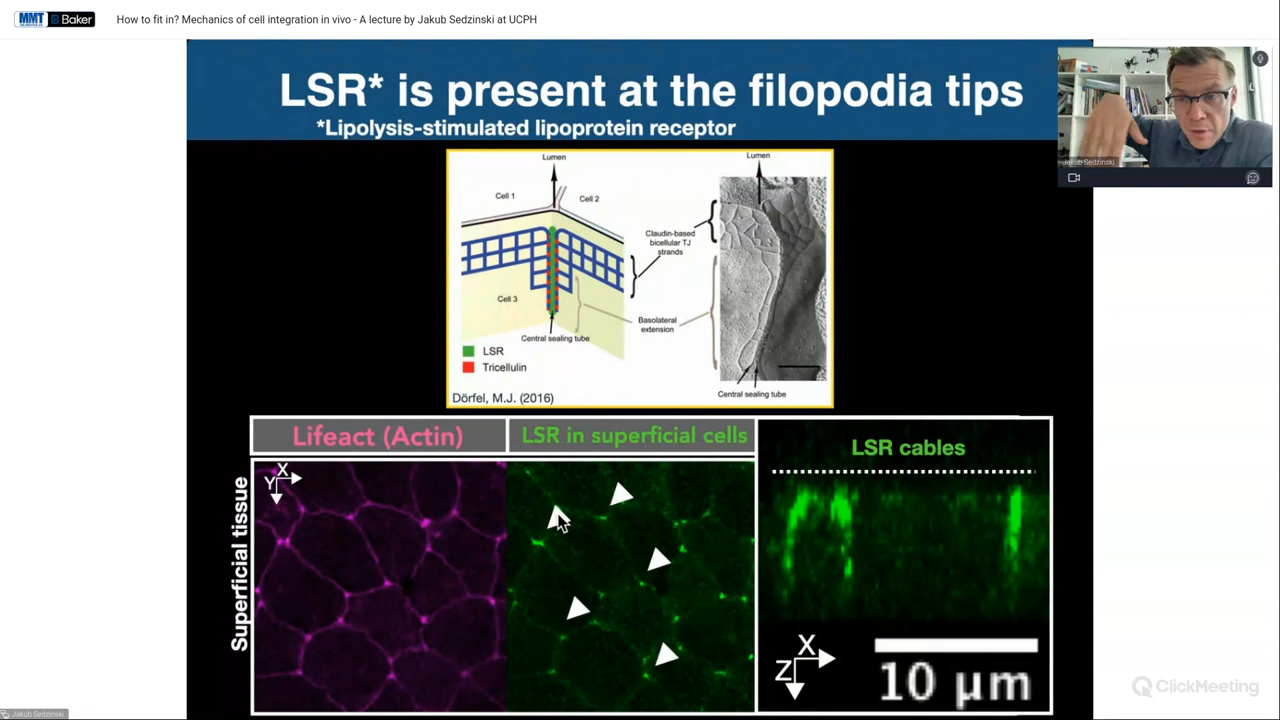 MMT Baker How to fit in? Mechanics of cell integration in vivo - A lecture by Jakub Sedzinski at UCPH
LSR* is present at the filopodia tips
*Lipolysis-stimulated lipoprotein receptor
Jakub Sedzinski
Lumen
Lumen
Cell 1
Cell 2
Claudin-based
bicellular TJ
strands
Cell 3
Basolateral
extension
Central sealing tube
LSR
Tricellulin
Central sealing tube
Dörfel, M.J. (2016)
Lifeact (Actin)
LSR in superficial cells
LSR cables
Superficial tissue
X
Y
X
Z
10 µm
ClickMeeting
Jakub Sedzinski